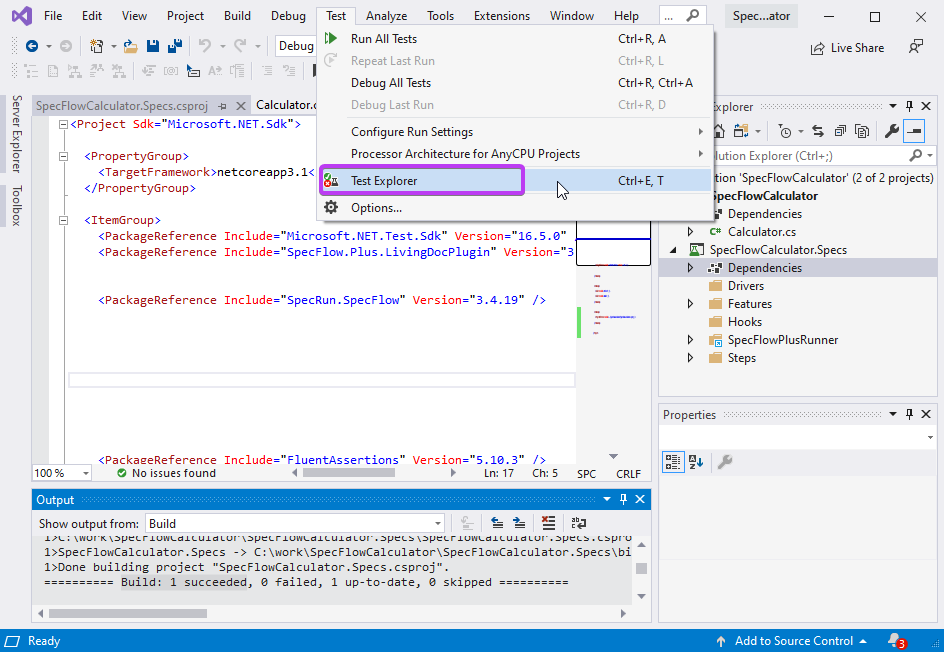 File Edit View Project Build Debug Test Analyze Tools Extensions Window Help ... Spec...ator
Debug
Live Share
Run All Tests Ctrl+R, A
Repeat Last Run Ctrl+R, L
Debug All Tests Ctrl+R, Ctrl+A
Debug Last Run Ctrl+R, D
Configure Run Settings
Processor Architecture for AnyCPU Projects
Test Explorer Ctrl+E, T
Options...
Server Explorer
Toolbox
SpecFlowCalculator.Specs.csproj
Calculator.c
<Project Sdk="Microsoft.NET.Sdk">
<PropertyGroup>
<TargetFramework>netcoreapp3.1<
</PropertyGroup>
<ItemGroup>
<PackageReference Include="Microsoft.NET.Test.Sdk" Version="16.5.0"
<PackageReference Include="SpecFlow.Plus.LivingDocPlugin" Version="3
<PackageReference Include="SpecRun.SpecFlow" Version="3.4.19" />
<PackageReference Include="FluentAssertions" Version="5.10.3" />
100 % No issues found Ln: 17 Ch: 5 SPC CRLF
Output
Show output from: Build
1>C:\work\SpecFlowCalculator\SpecFlowCalculator.Specs\SpecFlowCalculator.Specs.cspro
1>SpecFlowCalculator.Specs -> C:\work\SpecFlowCalculator\SpecFlowCalculator.Specs\bi
1>Done building project "SpecFlowCalculator.Specs.csproj".
========== Build: 1 succeeded, 0 failed, 1 up-to-date, 0 skipped ==========
xplorer
lution Explorer (Ctrl+;)
tion 'SpecFlowCalculator' (2 of 2 projects)
pecFlowCalculator
Dependencies
C# Calculator.cs
SpecFlowCalculator.Specs
Dependencies
Drivers
Features
Hooks
SpecFlowPlusRunner
Steps
Properties
Ready
Add to Source Control
3